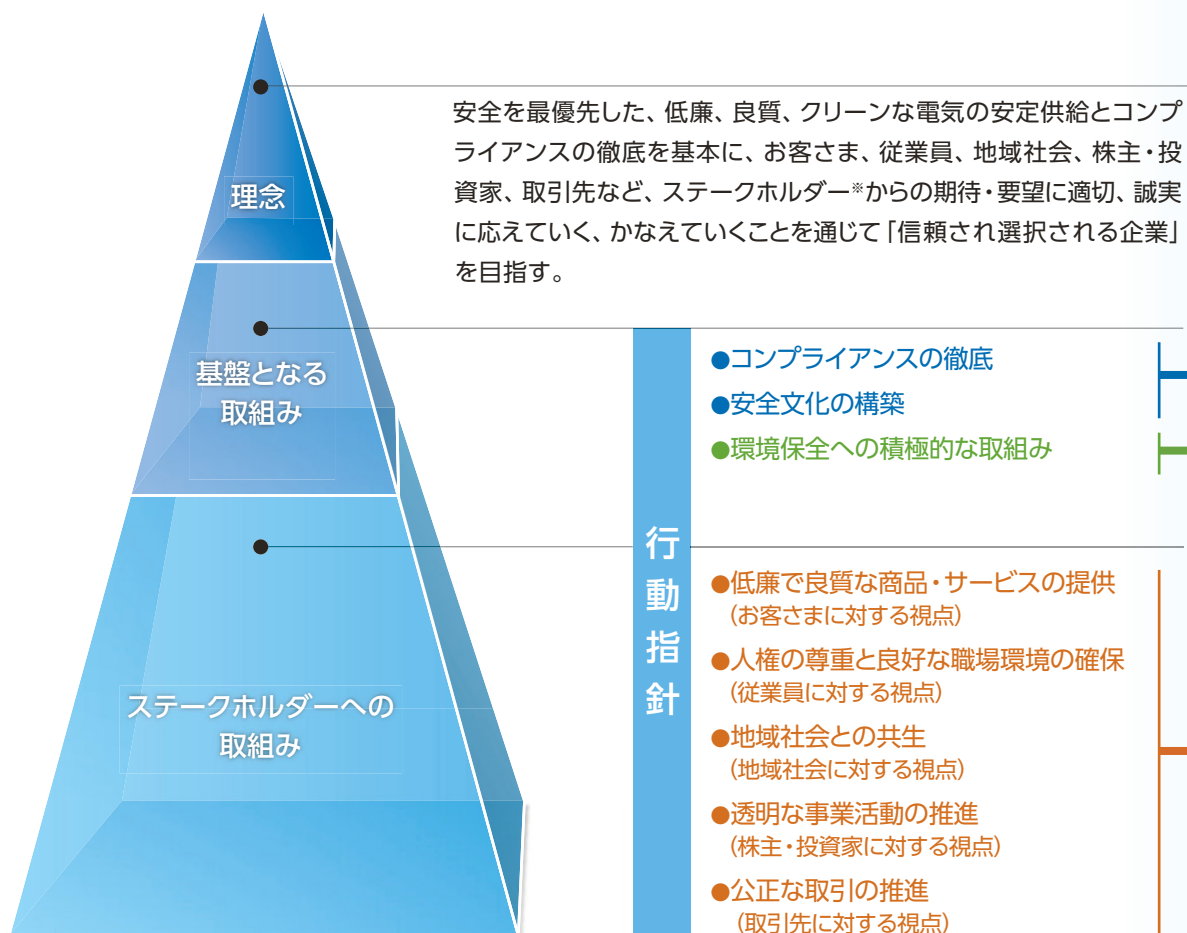 安全を最優先した、低廉、良質、クリーンな電気の安定供給とコンプ
ライアンスの徹底を基本に、お客さま、従業員、地域社会、株主・投
資家、取引先など、ステークホルダー※からの期待・要望に適切、誠実
に応えていく、かなえていくことを通じて「信頼され選択される企業」
を目指す。
理念
基盤となる
取組み
ステークホルダーへの
取組み
行動指針
●コンプライアンスの徹底
●安全文化の構築
●環境保全への積極的な取組み
●低廉で良質な商品・サービスの提供
(お客さまに対する視点)
●人権の尊重と良好な職場環境の確保
(従業員に対する視点)
●地域社会との共生
(地域社会に対する視点)
●透明な事業活動の推進
(株主・投資家に対する視点)
●公正な取引の推進
(取引先に対する視点)